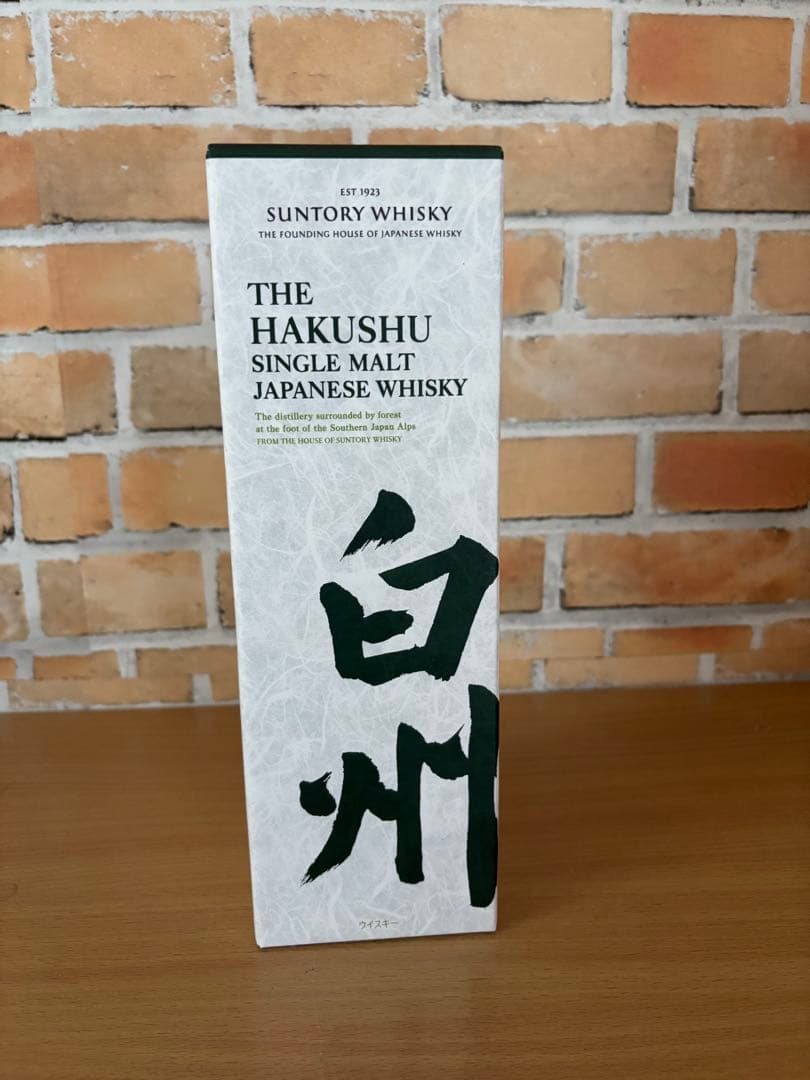 EST 1923
SUNTORY WHISKY
THE FOUNDING HOUSE OF JAPANESE WHISKY
THE
HAKUSHU
SINGLE MALT
JAPANESE WHISKY
The distillery surrounded by forest
at the foot of the Southern Japan Alps
FROM THE HOUSE OF SUNTORY WHISKY
白
州
ウイスキー